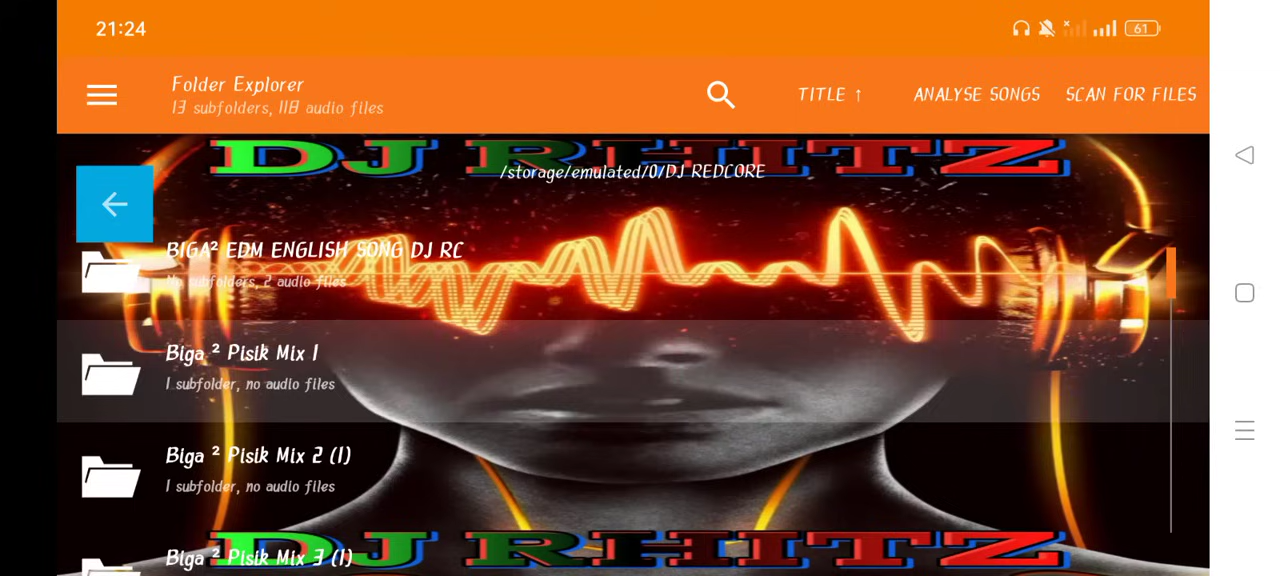 21:24
61
Folder Explorer
13 subfolders, 118 audio files
TITLE ↑
ANALYSE SONGS
SCAN FOR FILES
DJ RHITZ
/storage/emulated/0/DJ REDCORE
BIGA² EDM ENGLISH SONG DJ RC
No subfolders, 2 audio files
Biga ² Pisik Mix 1
1 subfolder, no audio files
Biga ² Pisik Mix 2 (1)
1 subfolder, no audio files
DJ RHITZ
Biga ² Pisik Mix 3 (1)